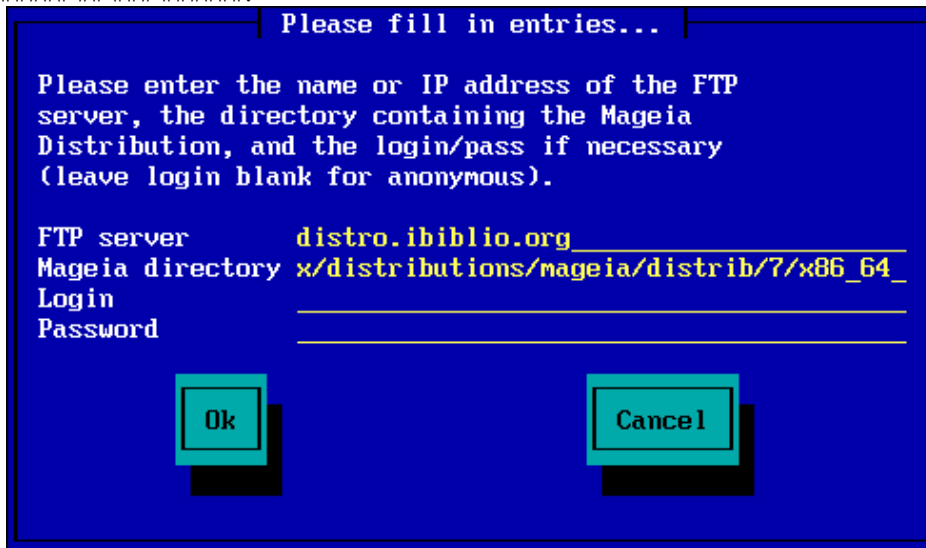 Please fill in entries...
Please enter the name or IP address of the FTP
server, the directory containing the Mageia
Distribution, and the login/pass if necessary
(leave login blank for anonymous).
FTP server distro.ibiblio.org
Mageia directory x/distributions/mageia/distrib/7/x86_64
Login
Password
Ok Cancel